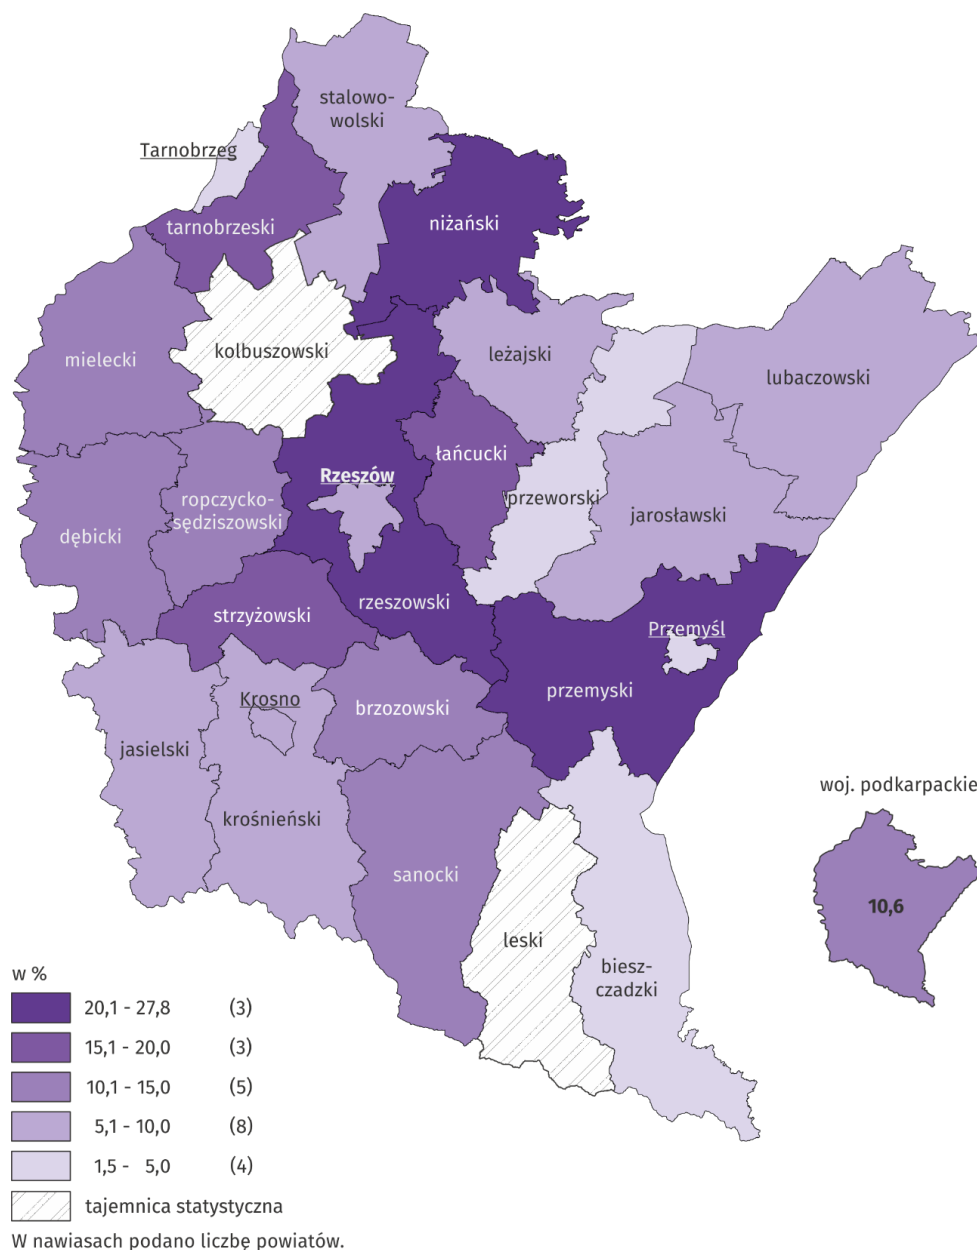 stalowo-
wolski
Tarnobrzeg
tarnobrzeski
niżański
mielecki
kolbuszowski
leżajski
lubaczowski
łańcucki
Rzeszów
ropczycko-
sędziszowski
dębicki
przeworski
jarosławski
rzeszowski
strzyżowski
Przemyśl
przemyski
Krosno
brzozowski
jasielski
krośnieński
sanocki
leski
biesz-
czadzki
woj. podkarpackie
10,6
w %
20,1 - 27,8 (3)
15,1 - 20,0 (3)
10,1 - 15,0 (5)
5,1 - 10,0 (8)
1,5 - 5,0 (4)
tajemnica statystyczna
W nawiasach podano liczbę powiatów.